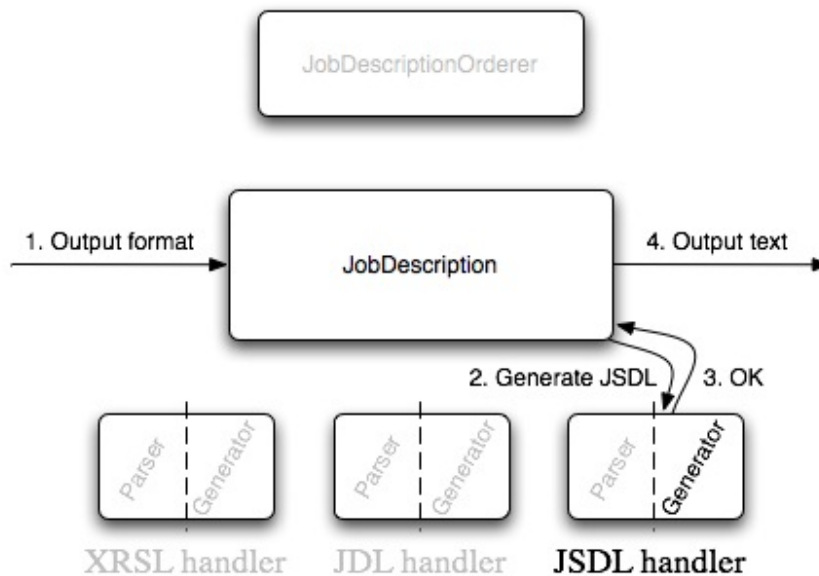 JobDescriptionOrderer
1. Output format
JobDescription
4. Output text
2. Generate JSDL
3. OK
Parser
Generator
Parser
Generator
Parser
Generator
XRSL handler
JDL handler
JSDL handler